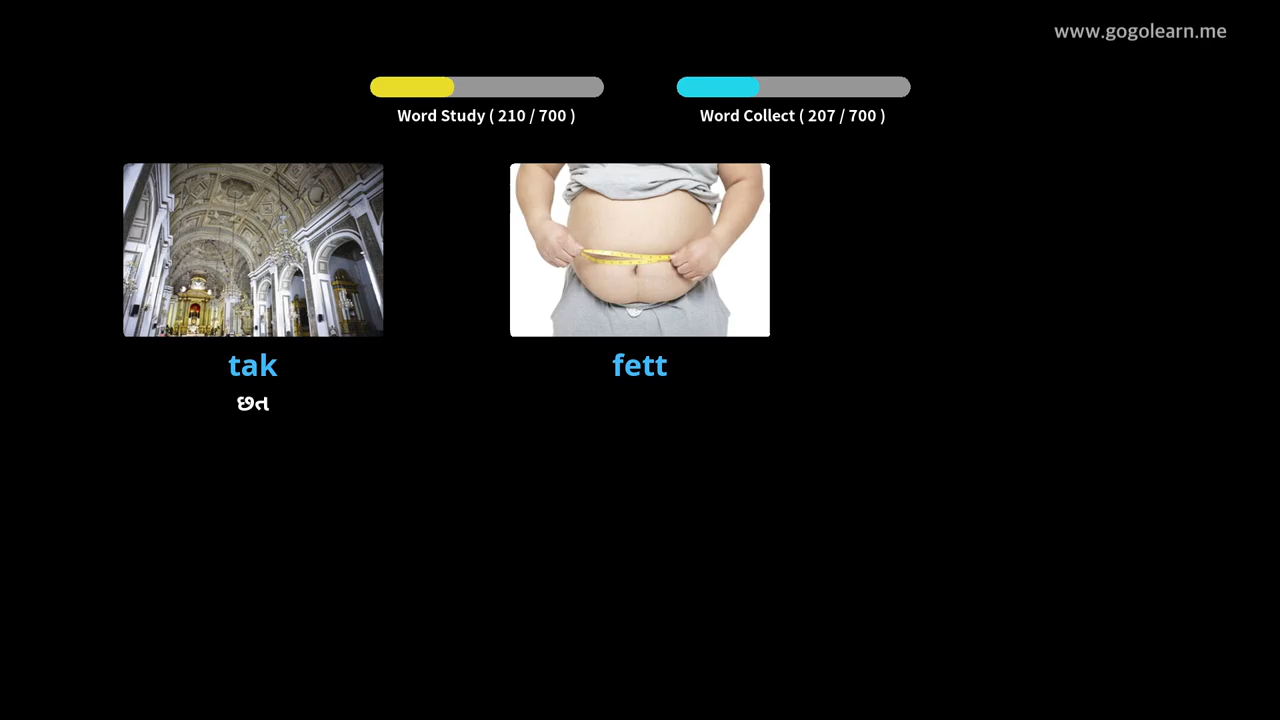 www.gogolearn.me
Word Study ( 210 / 700 )
Word Collect ( 207 / 700 )
tak
fett
છત